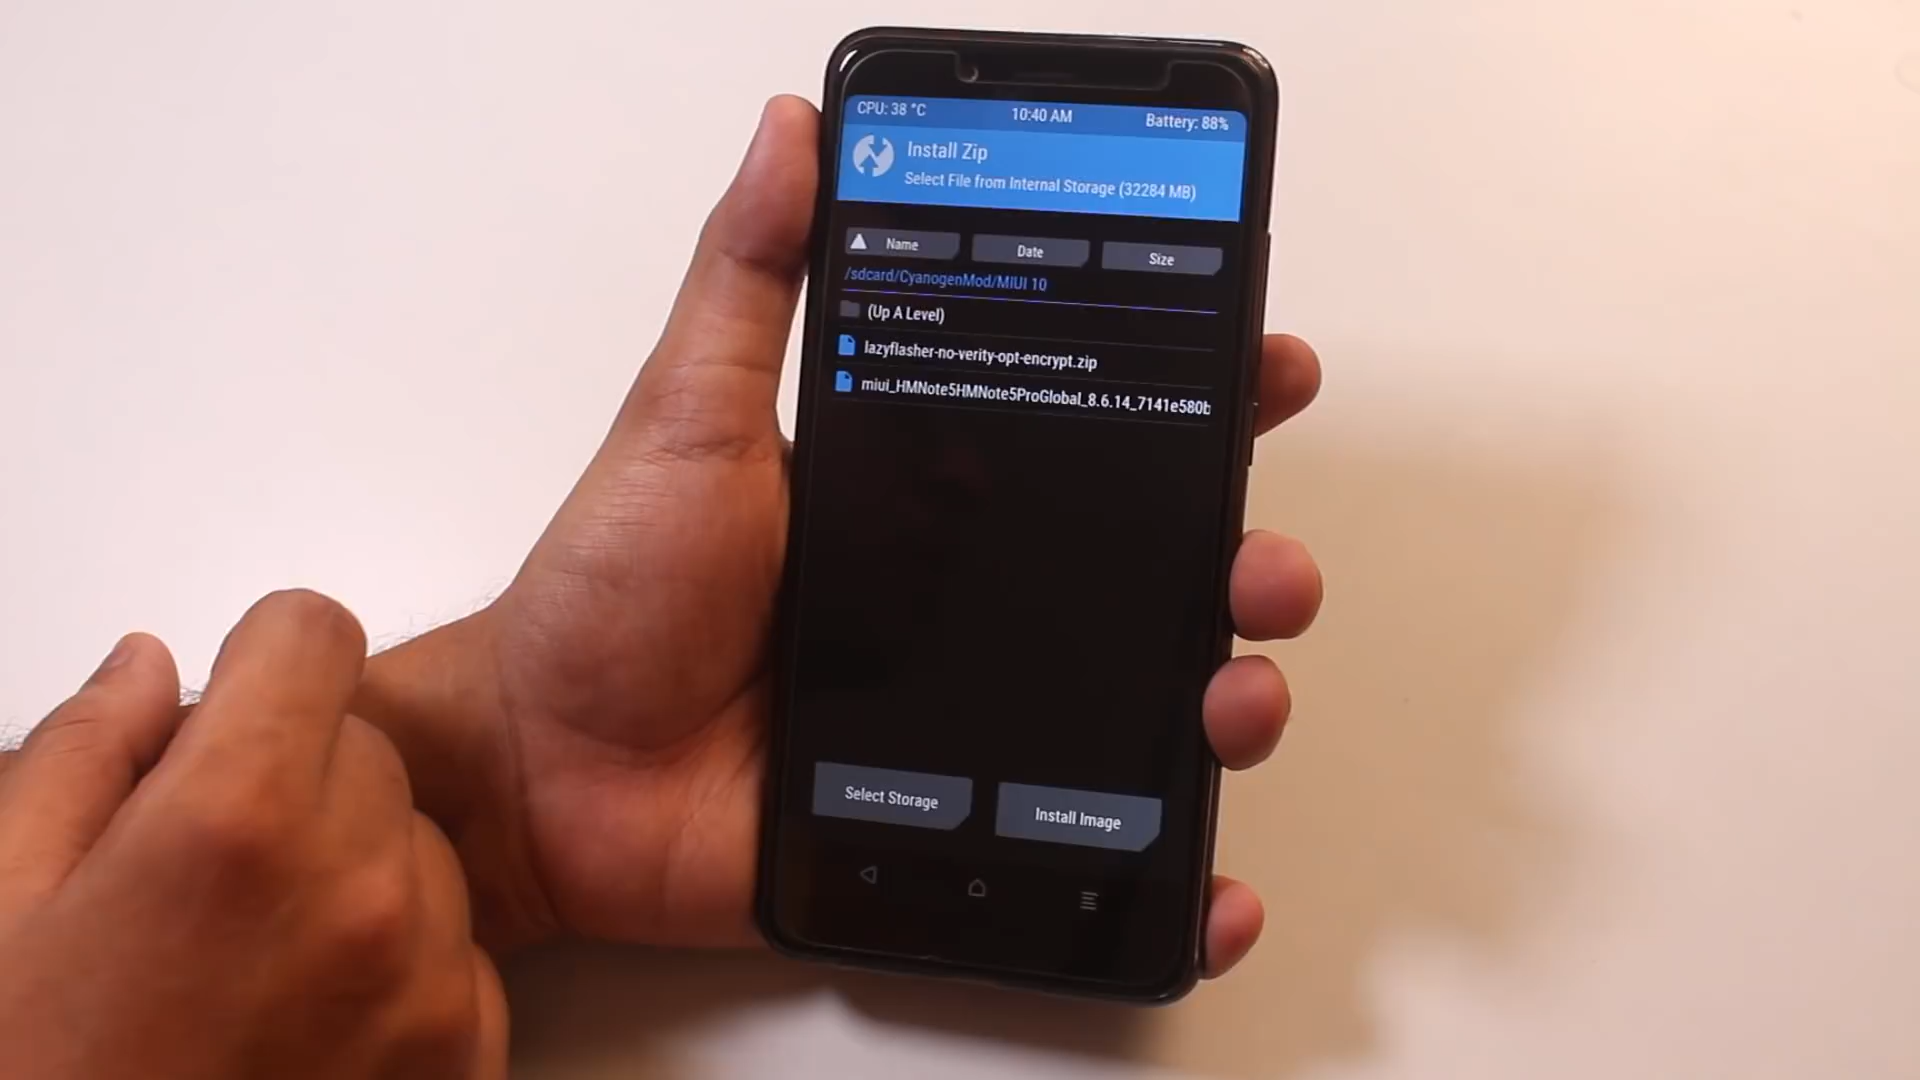 CPU: 38 °C 10:40 AM Battery: 88%
Install Zip
Select File from Internal Storage (32284 MB)
Name Date Size
/sdcard/CyanogenMod/MIUI 10
(Up A Level)
lazyflasher-no-verity-opt-encrypt.zip
miui_HMNote5HMNote5ProGlobal_8.6.14_7141e580b
Select Storage Install Image